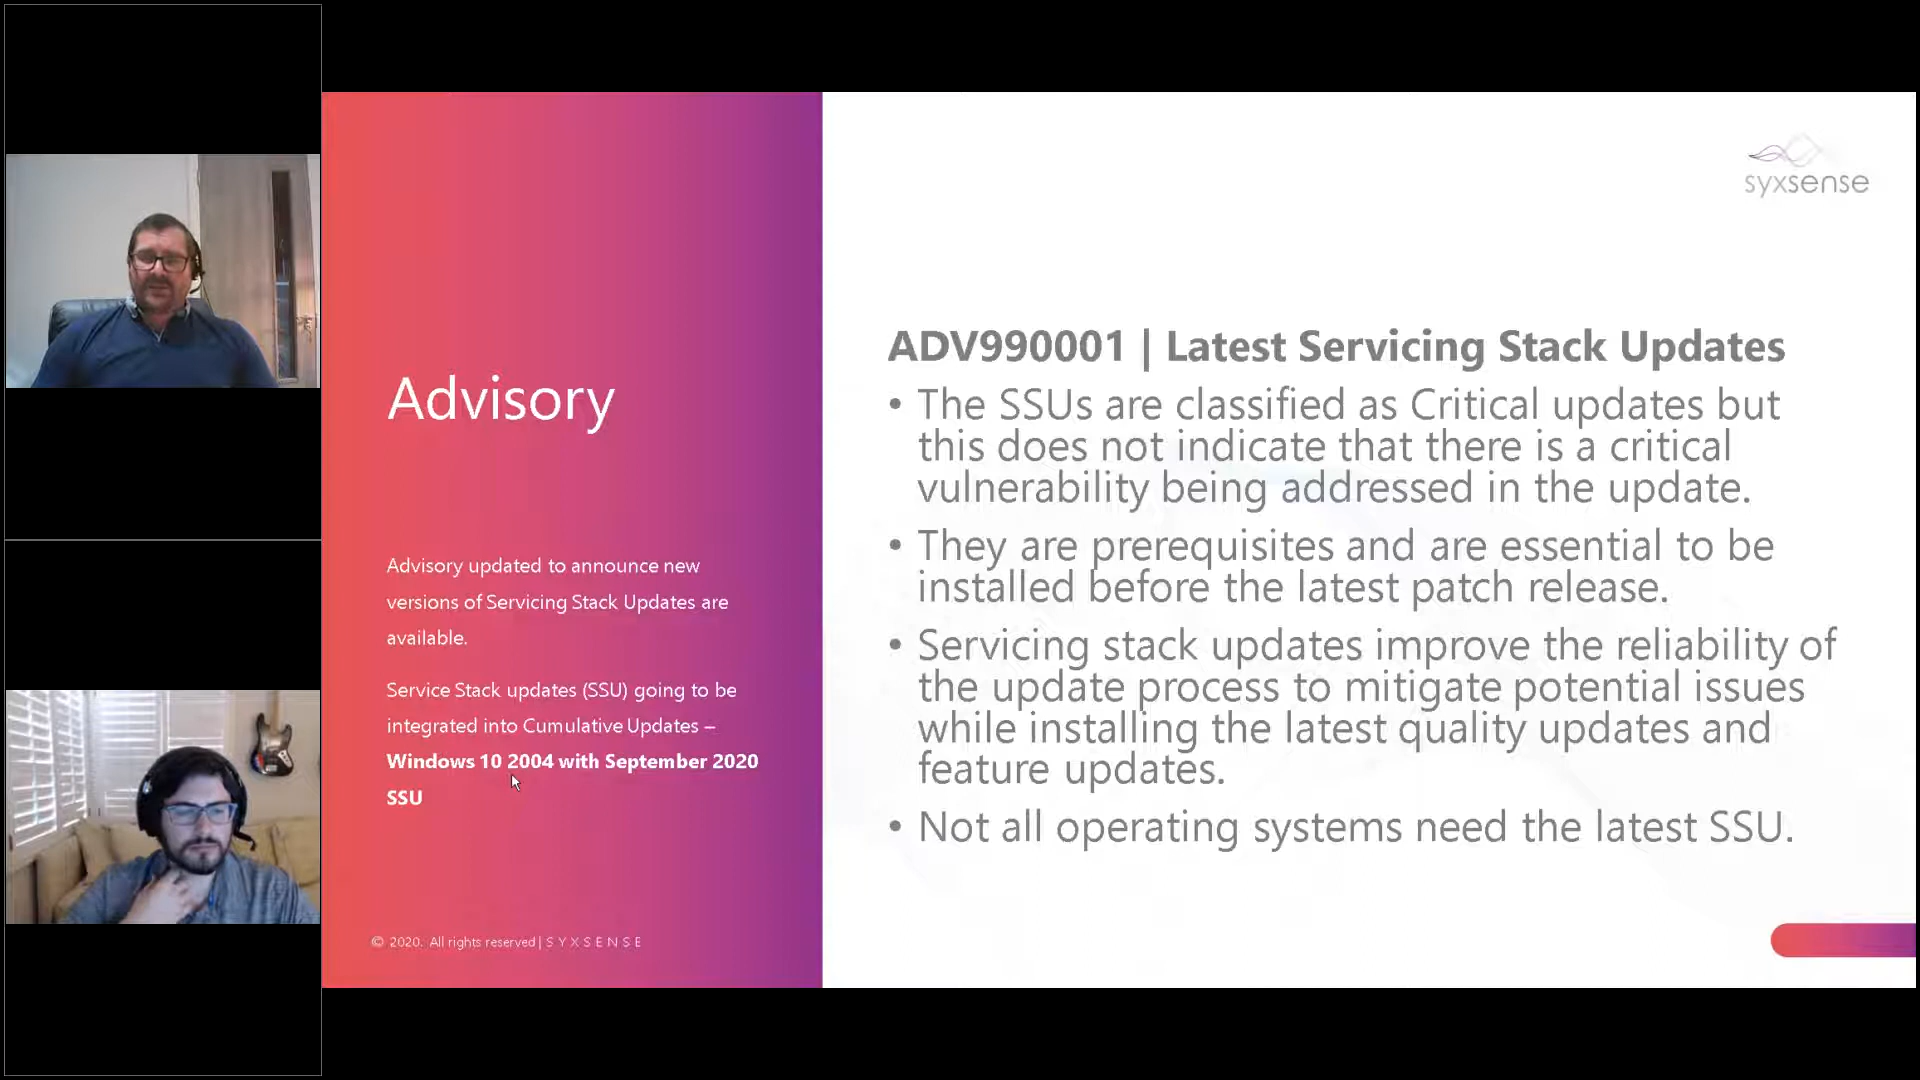 Advisory
Advisory updated to announce new
versions of Servicing Stack Updates are
available.
Service Stack updates (SSU) going to be
integrated into Cumulative Updates –
Windows 10 2004 with September 2020
SSU
© 2020. All rights reserved| SYXSENSE
syxsense
ADV990001 | Latest Servicing Stack Updates
• The SSUs are classified as Critical updates but
this does not indicate that there is a critical
vulnerability being addressed in the update.
• They are prerequisites and are essential to be
installed before the latest patch release.
• Servicing stack updates improve the reliability of
the update process to mitigate potential issues
while installing the latest quality updates and
feature updates.
• Not all operating systems need the latest SSU.